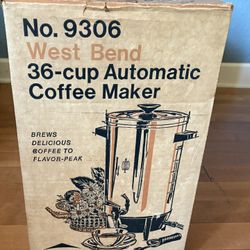 No. 9306
West Bend
36-cup Automatic
Coffee Maker
BREWS
DELICIOUS
COFFEE TO
FLAVOR-PEAK